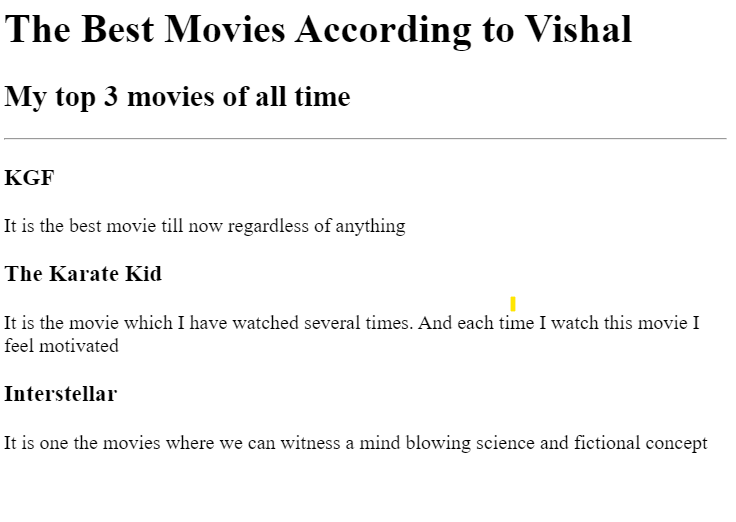 The Best Movies According to Vishal
My top 3 movies of all time
KGF
It is the best movie till now regardless of anything
The Karate Kid
It is the movie which I have watched several times. And each time I watch this movie I
feel motivated
Interstellar
It is one the movies where we can witness a mind blowing science and fictional concept